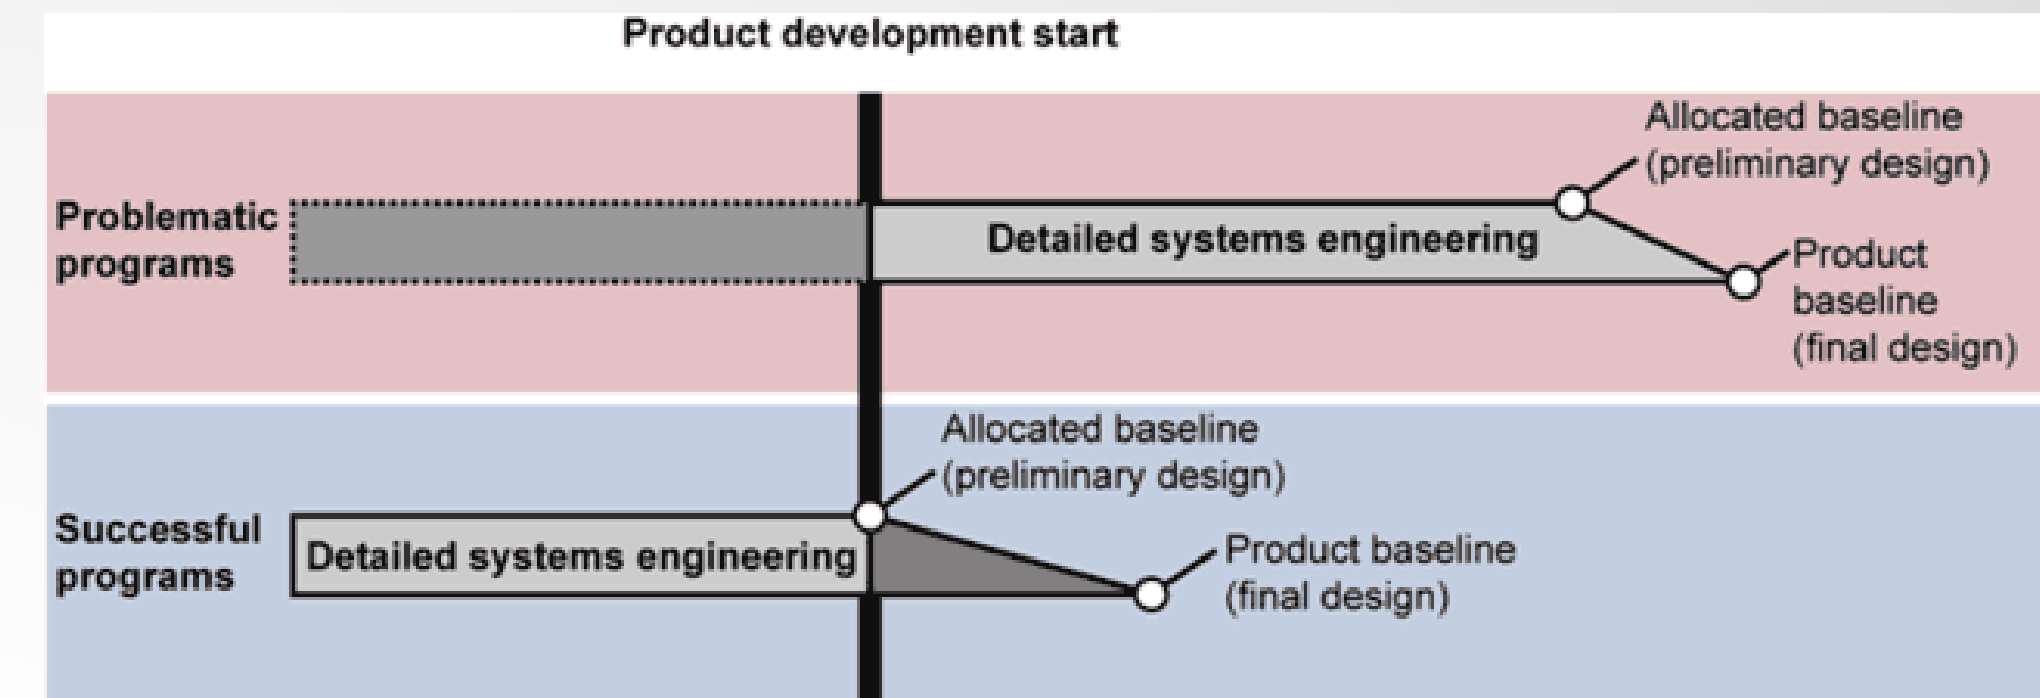 Product development start
Allocated baseline
(preliminary design)
Problematic
programs
Detailed systems engineering
Product
baseline
(final design)
Allocated baseline
(preliminary design)
Successful
programs
Detailed systems engineering
Product baseline
(final design)